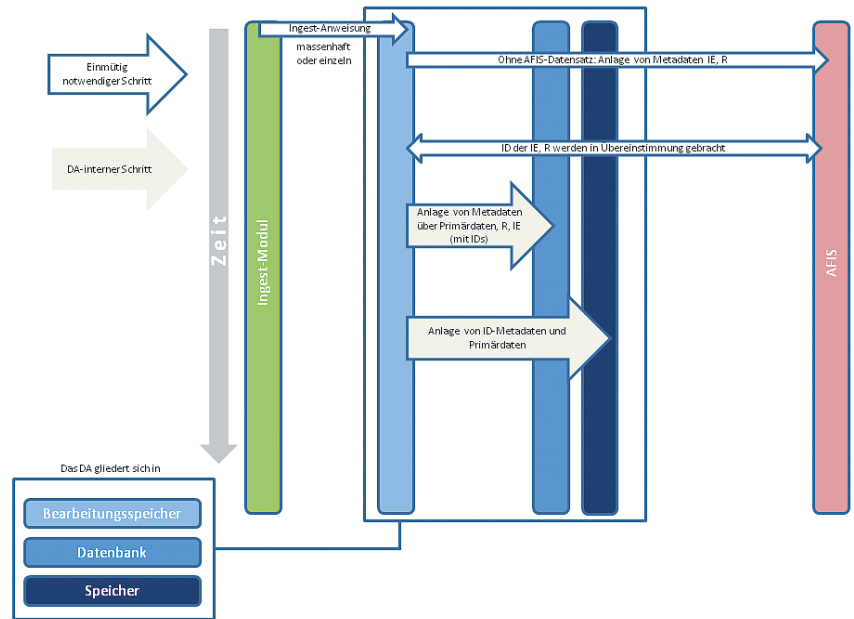 Ingest-Anweisung
massenhaft
oder einzeln
Einmütig
notwendiger Schritt
Ohne AFIS-Datensatz: Anlage von Metadaten IE, R
DA-interner Schritt
ID der IE, R werden in Übereinstimmung gebracht
Zeit
Ingest-Modul
AFIS
Anlage von Metadaten
über Primärdaten, R, IE
(mit IDs)
Anlage von ID-Metadaten und
Primärdaten
Das DA gliedert sich in
Bearbeitungsspeicher
Datenbank
Speicher